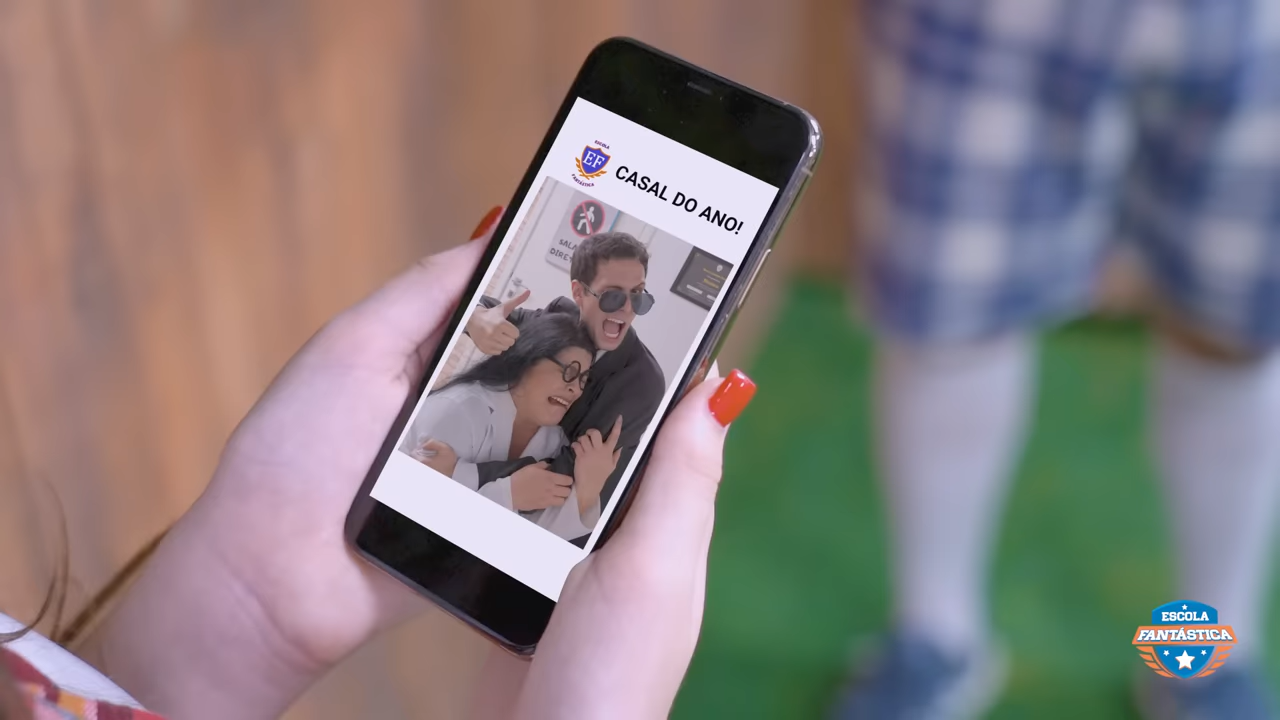 ESCOLA
EF
FANTÁSTICA
CASAL DO ANO!
SALA
DIRE
ESCOLA
FANTÁSTICA